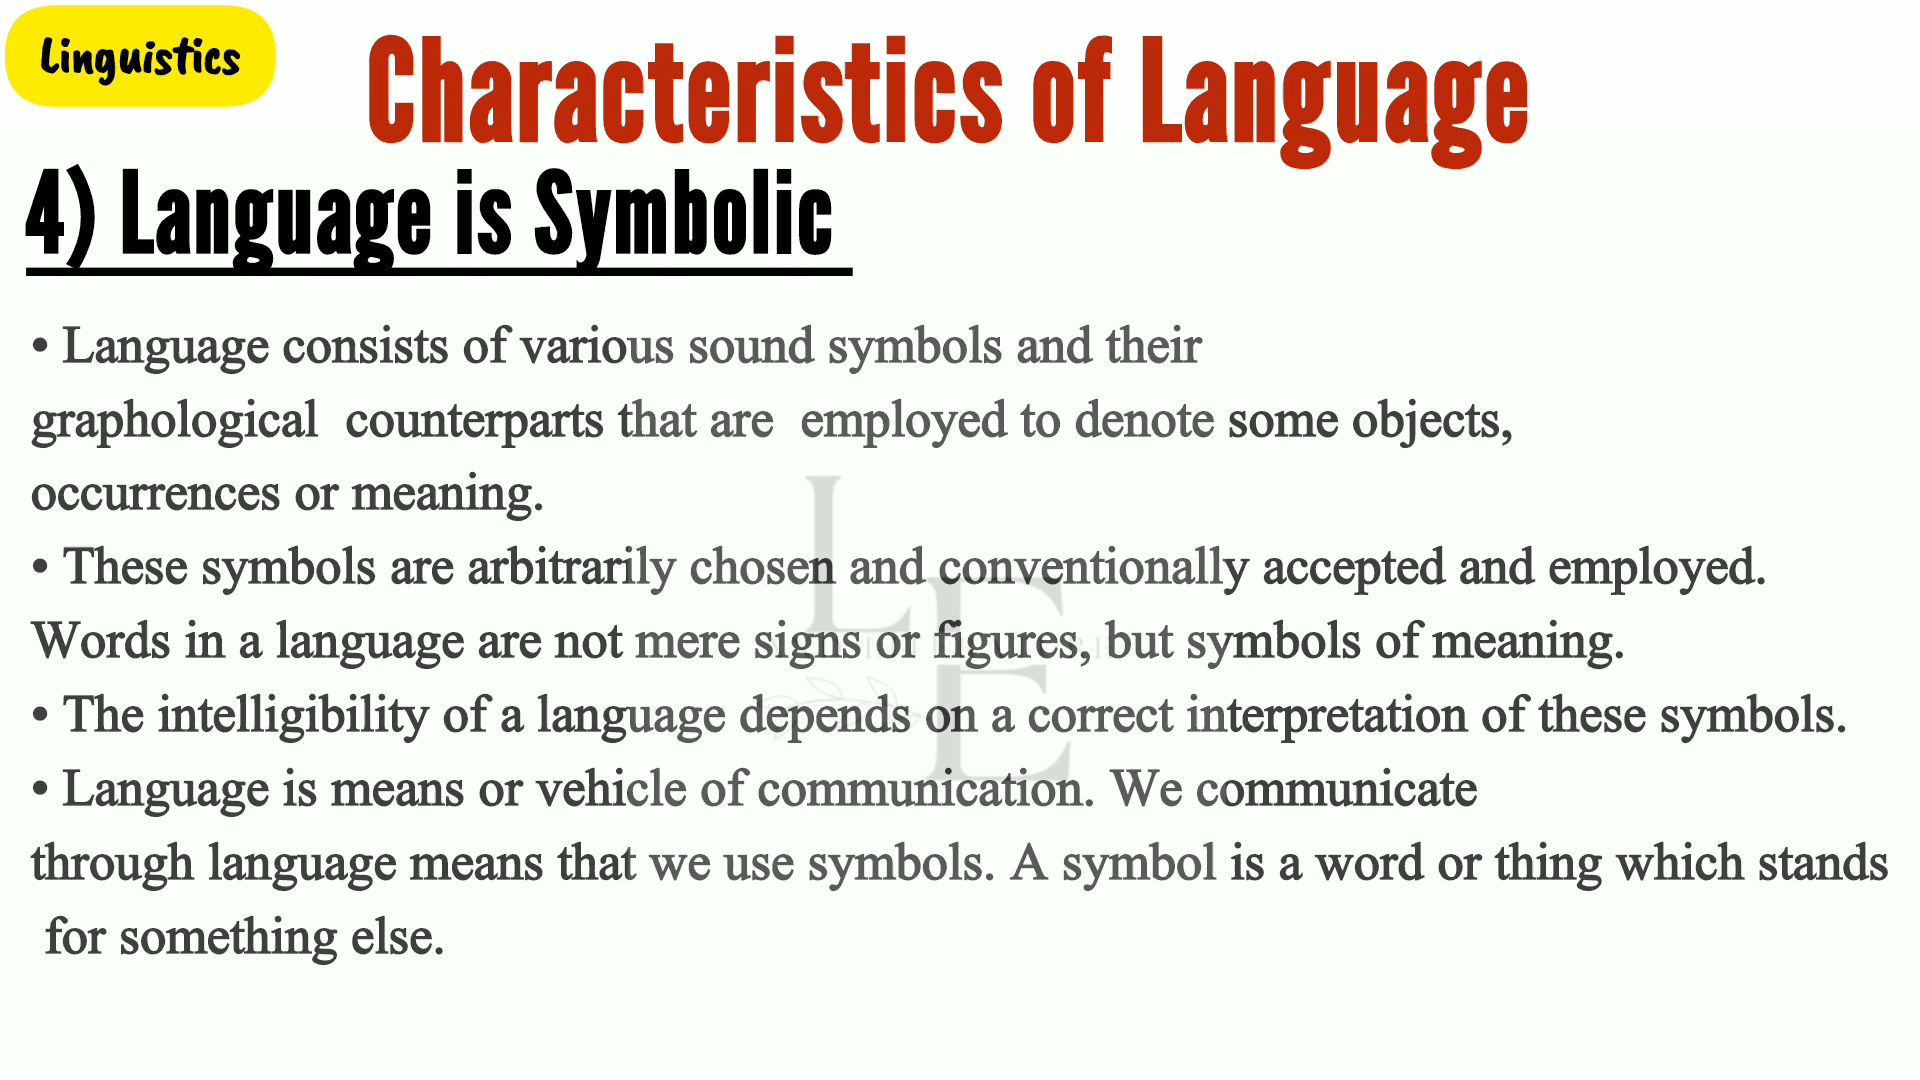 Linguistics
Characteristics of Language
4) Language is Symbolic
• Language consists of various sound symbols and their
graphological counterparts that are employed to denote some objects,
occurrences or meaning.
• These symbols are arbitrarily chosen and conventionally accepted and employed.
Words in a language are not mere signs or figures, but symbols of meaning.
• The intelligibility of a language depends on a correct interpretation of these symbols.
• Language is means or vehicle of communication. We communicate
through language means that we use symbols. A symbol is a word or thing which stands
for something else.
L E